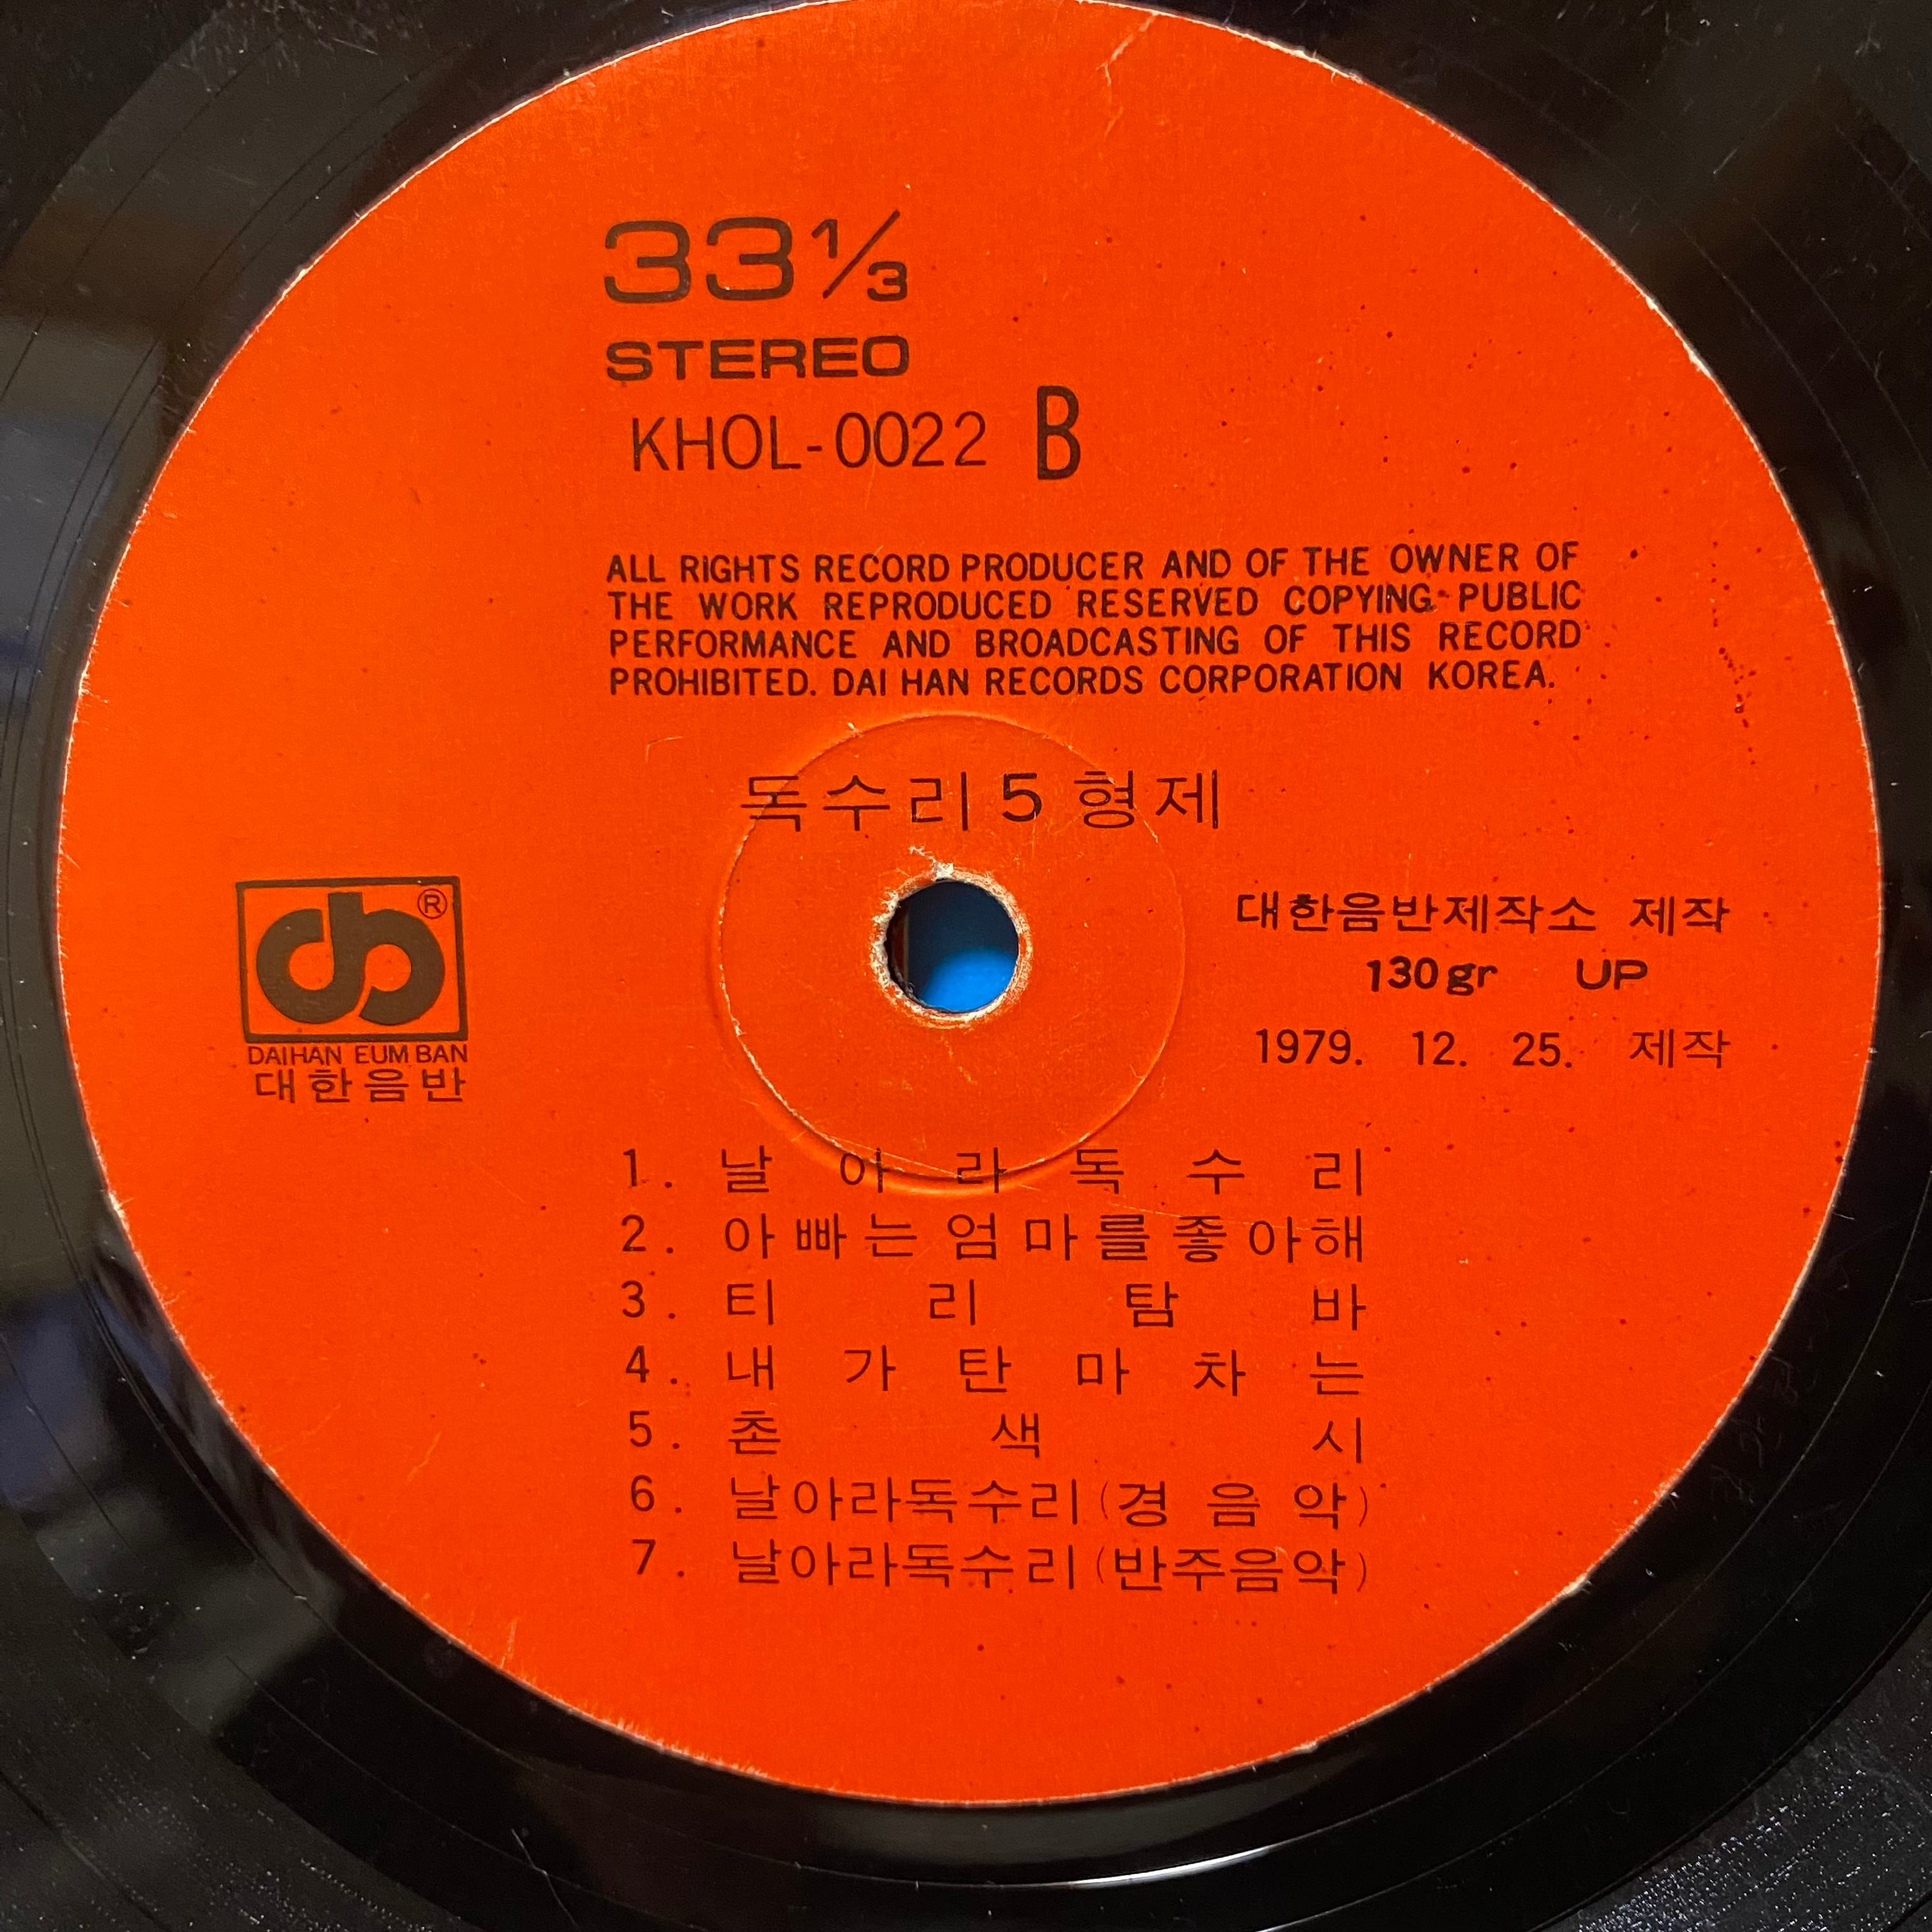 33 1/3
STEREO
KHOL-0022 B
ALL RIGHTS RECORD PRODUCER AND OF THE OWNER OF
THE WORK REPRODUCED RESERVED COPYING PUBLIC
PERFORMANCE AND BROADCASTING OF THIS RECORD
PROHIBITED. DAI HAN RECORDS CORPORATION KOREA.
독수리 5 형제
db ®
DAIHAN EUM BAN
대한음반
대한음반제작소 제작
130gr UP
1979. 12. 25. 제작
1. 날아라독수리
2. 아빠는엄마를좋아해
3. 티리탐바
4. 내가탄마차는
5. 촌색시
6. 날아라독수리(경음악)
7. 날아라독수리(반주음악)